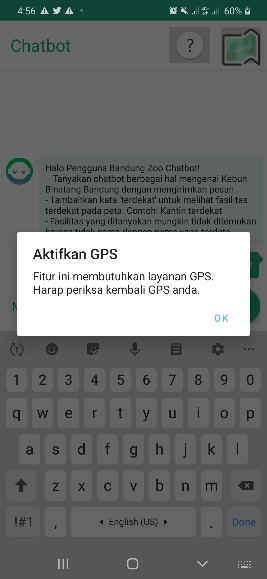 4:56 60%
Chatbot ?
Halo Pengguna Bandung Zoo Chatbot!
- Tanyakan chatbot berbagai hal mengenai Kebun
Binatang Bandung dengan mengirimkan pesan
- Tambahkan kata 'terdekat' untuk melihat fasilitas
terdekat pada peta. Contoh: Kantin terdekat
- Fasilitas yang ditanyakan mungkin tidak ditemukan
Aktifkan GPS
Fitur ini membutuhkan layanan GPS.
Harap periksa kembali GPS anda.
OK
M
1 2 3 4 5 6 7 8 9 0
q w e r t y u i o p
a s d f g h j k l
z x c v b n m
!#1 , English (US) . Done